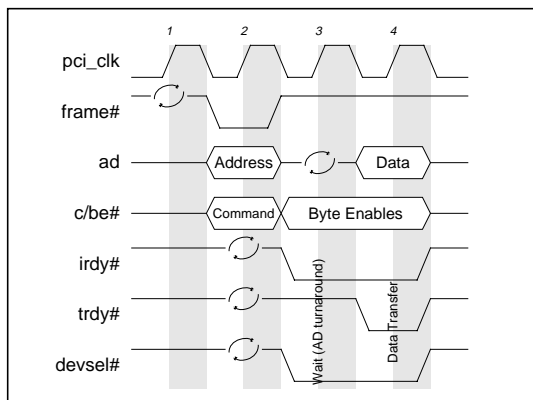 1 2 3 4
pci_clk
frame#
ad Address Data
c/be# Command Byte Enables
irdy#
trdy#
devsel#
Wait (AD turnaround)
Data Transfer